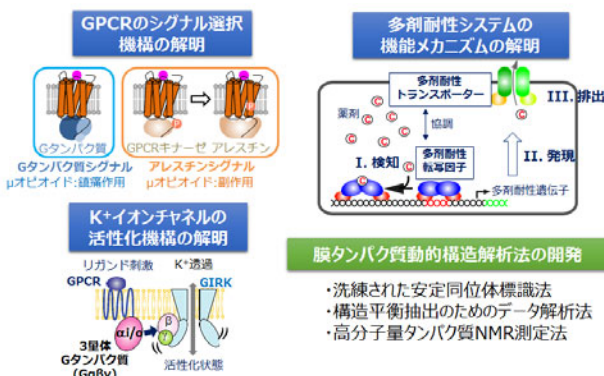 GPCRのシグナル選択
機構の解明
Gタンパク質
GPCRキナーゼ アレスチン
Gタンパク質シグナル
μオピオイド:鎮痛作用
アレスチンシグナル
μオピオイド:副作用
K⁺イオンチャネルの
活性化機構の解明
リガンド刺激
K⁺透過
GPCR
GIRK
αi/o
β
γ
3量体
Gタンパク質
(Gαβγ)
活性化状態
多剤耐性システムの
機能メカニズムの解明
多剤耐性
トランスポーター
III. 排出
薬剤
C
C
C
C
C
C
C
協調
I. 検知
多剤耐性
転写因子
II. 発現
多剤耐性遺伝子
膜タンパク質動的構造解析法の開発
・洗練された安定同位体標識法
・構造平衡抽出のためのデータ解析法
・高分子量タンパク質NMR測定法